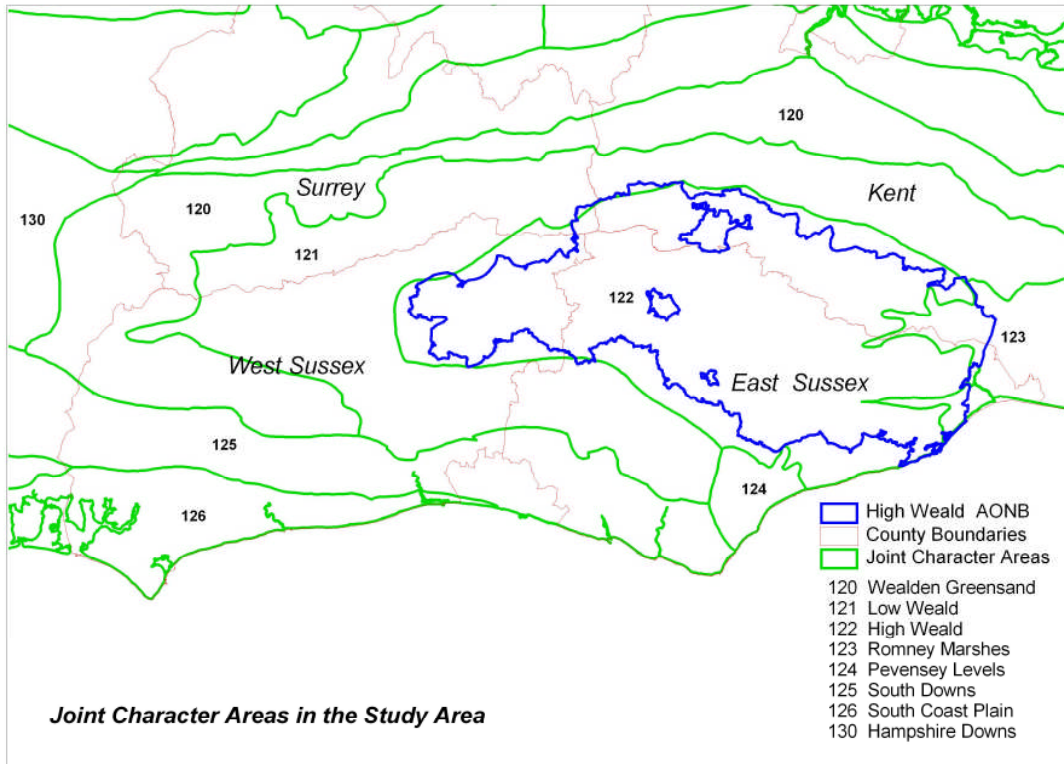 120
Surrey
Kent
120
130
121
122
123
West Sussex
East Sussex
125
124
126
High Weald AONB
County Boundaries
Joint Character Areas
120 Wealden Greensand
121 Low Weald
122 High Weald
123 Romney Marshes
124 Pevensey Levels
125 South Downs
126 South Coast Plain
130 Hampshire Downs
Joint Character Areas in the Study Area